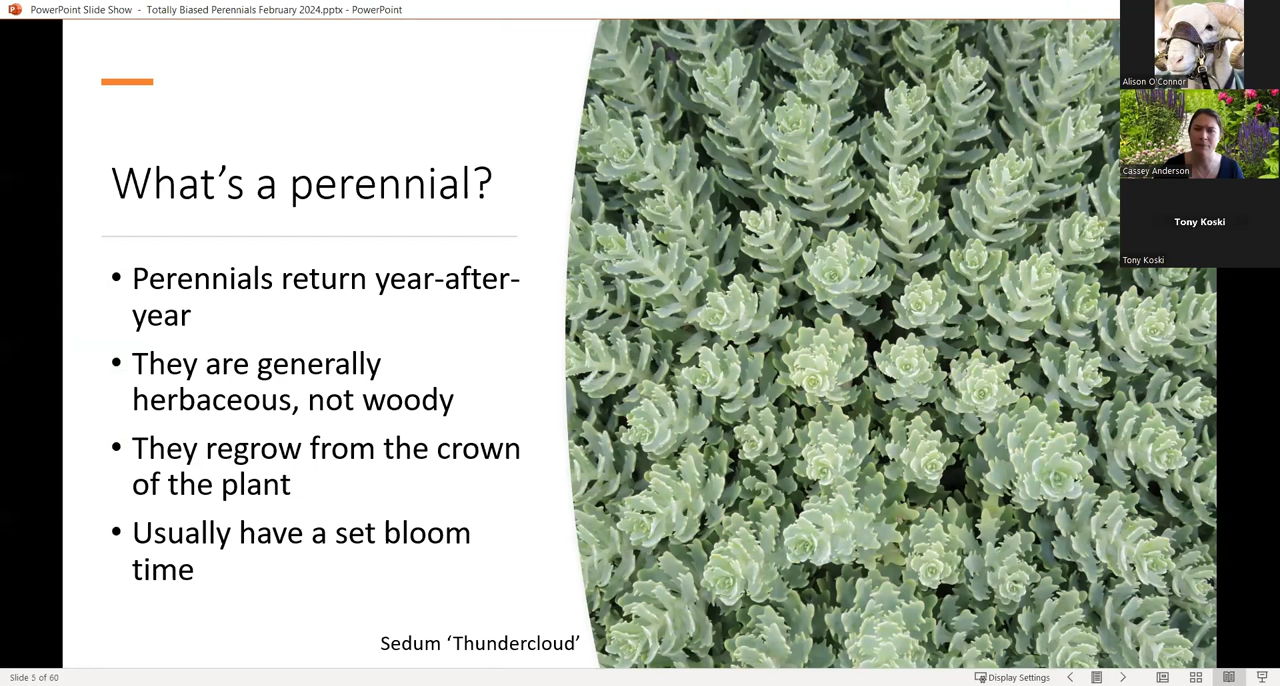 PowerPoint Slide Show - Totally Biased Perennials February 2024.pptx - PowerPoint
What's a perennial?
• Perennials return year-after-
year
• They are generally
herbaceous, not woody
• They regrow from the crown
of the plant
• Usually have a set bloom
time
Sedum ‘Thundercloud’
Alison O'Connor
Cassey Anderson
Tony Koski
Tony Koski
Slide 5 of 60
Display Settings